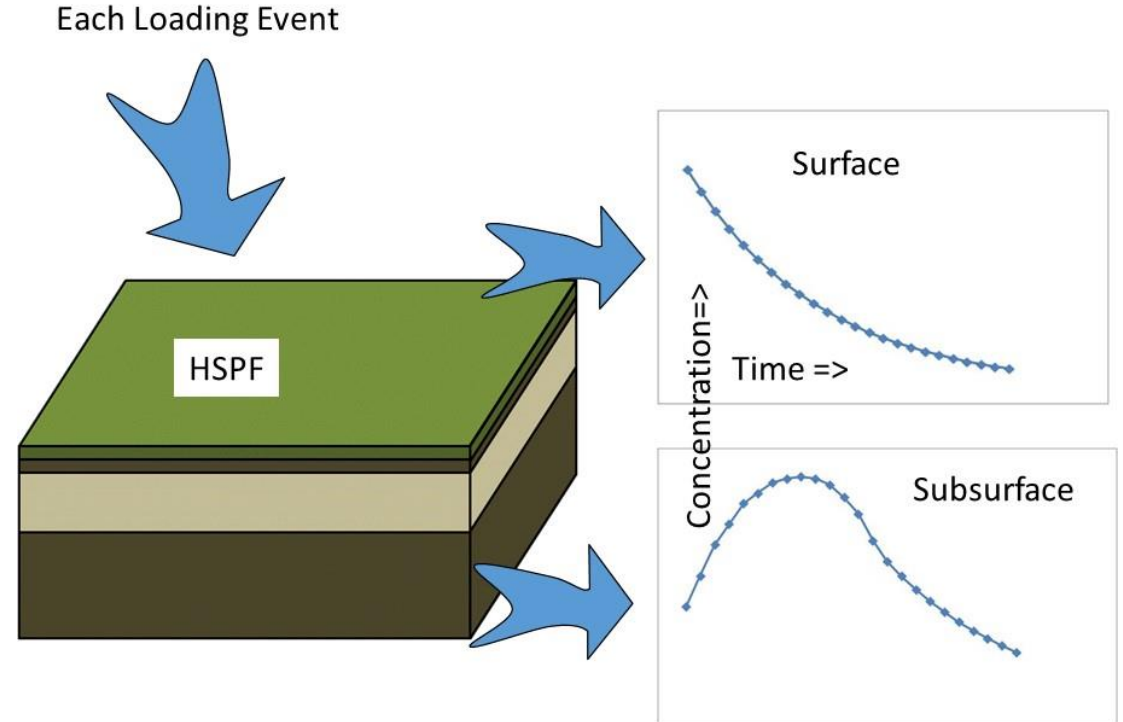 Each Loading Event
HSPF
Surface
Time =>
Concentration=>
Subsurface